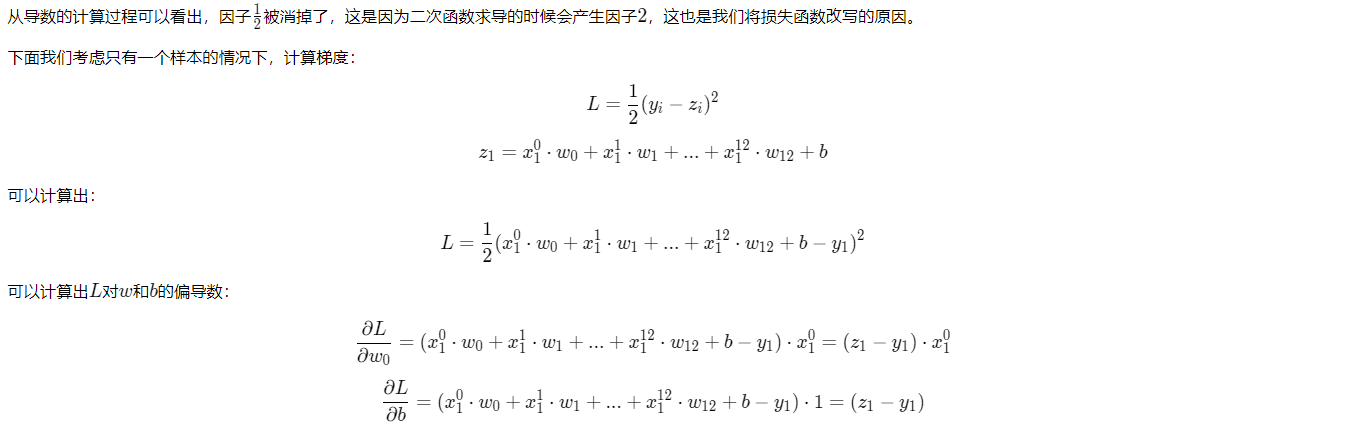 从导数的计算过程可以看出，因子$\frac{1}{2}$被消掉了，这是因为二次函数求导的时候会产生因子2，这也是我们将损失函数改写的原因。
下面我们考虑只有一个样本的情况下，计算梯度：
$L = \frac{1}{2}(y_i - z_i)^2$
$z_1 = x_1^0 \cdot w_0 + x_1^1 \cdot w_1 + ... + x_1^{12} \cdot w_{12} + b$
可以计算出：
$L = \frac{1}{2}(x_1^0 \cdot w_0 + x_1^1 \cdot w_1 + ... + x_1^{12} \cdot w_{12} + b - y_1)^2$
可以计算出$L$对$w$和$b$的偏导数：
$\frac{\partial L}{\partial w_0} = (x_1^0 \cdot w_0 + x_1^1 \cdot w_1 + ... + x_1^{12} \cdot w_{12} + b - y_1) \cdot x_1^0 = (z_1 - y_1) \cdot x_1^0$
$\frac{\partial L}{\partial b} = (x_1^0 \cdot w_0 + x_1^1 \cdot w_1 + ... + x_1^{12} \cdot w_{12} + b - y_1) \cdot 1 = (z_1 - y_1)$